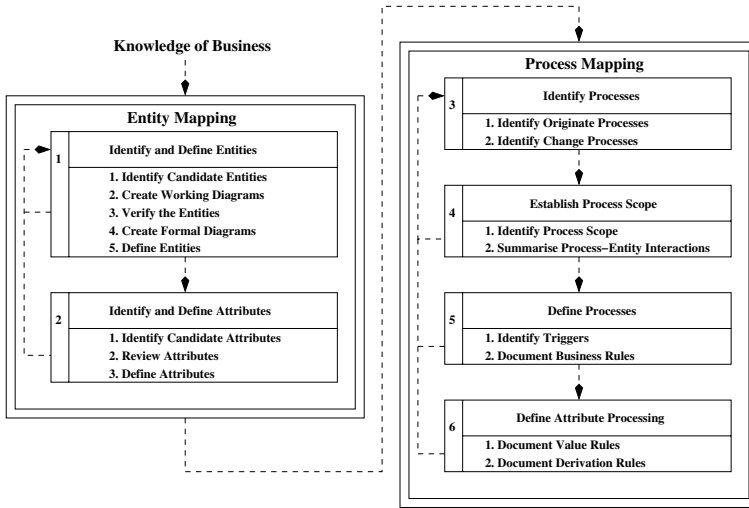 Knowledge of Business
Entity Mapping
1
Identify and Define Entities
1. Identify Candidate Entities
2. Create Working Diagrams
3. Verify the Entities
4. Create Formal Diagrams
5. Define Entities
2
Identify and Define Attributes
1. Identify Candidate Attributes
2. Review Attributes
3. Define Attributes
Process Mapping
3
Identify Processes
1. Identify Originate Processes
2. Identify Change Processes
4
Establish Process Scope
1. Identify Process Scope
2. Summarise Process-Entity Interactions
5
Define Processes
1. Identify Triggers
2. Document Business Rules
6
Define Attribute Processing
1. Document Value Rules
2. Document Derivation Rules